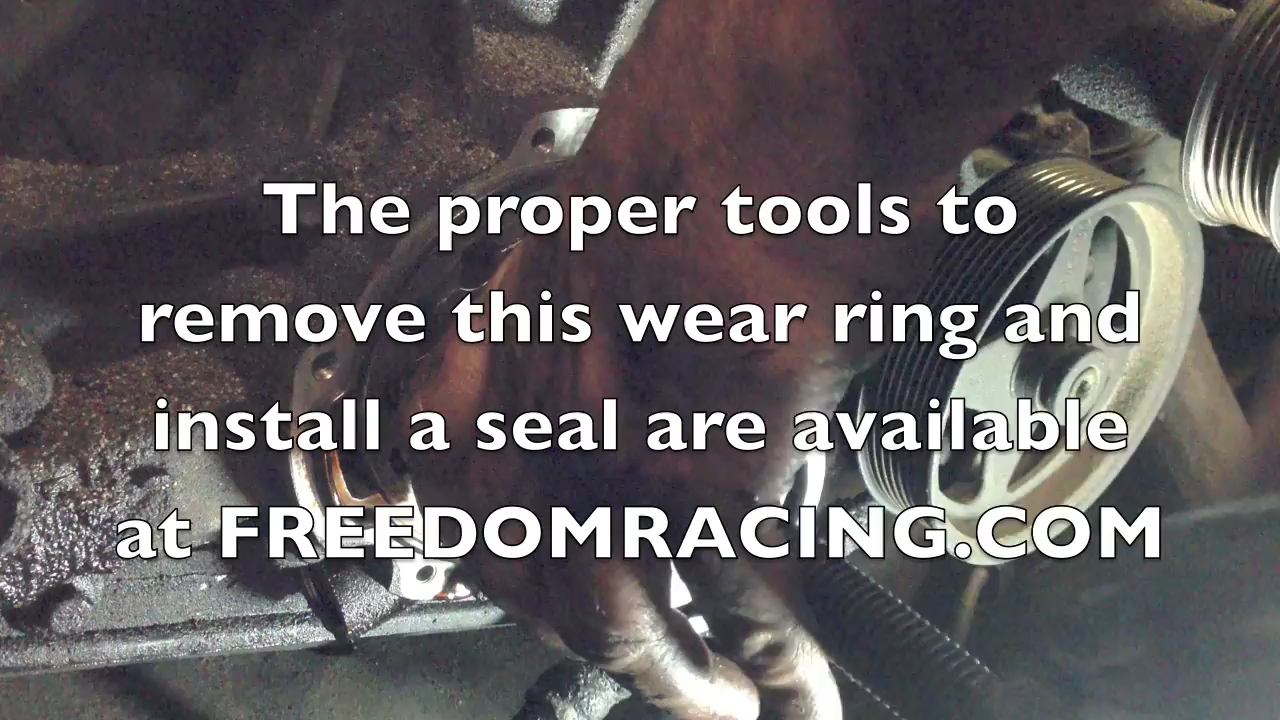 The proper tools to
remove this wear ring and
install a seal are available
at FREEDOMRACING.COM